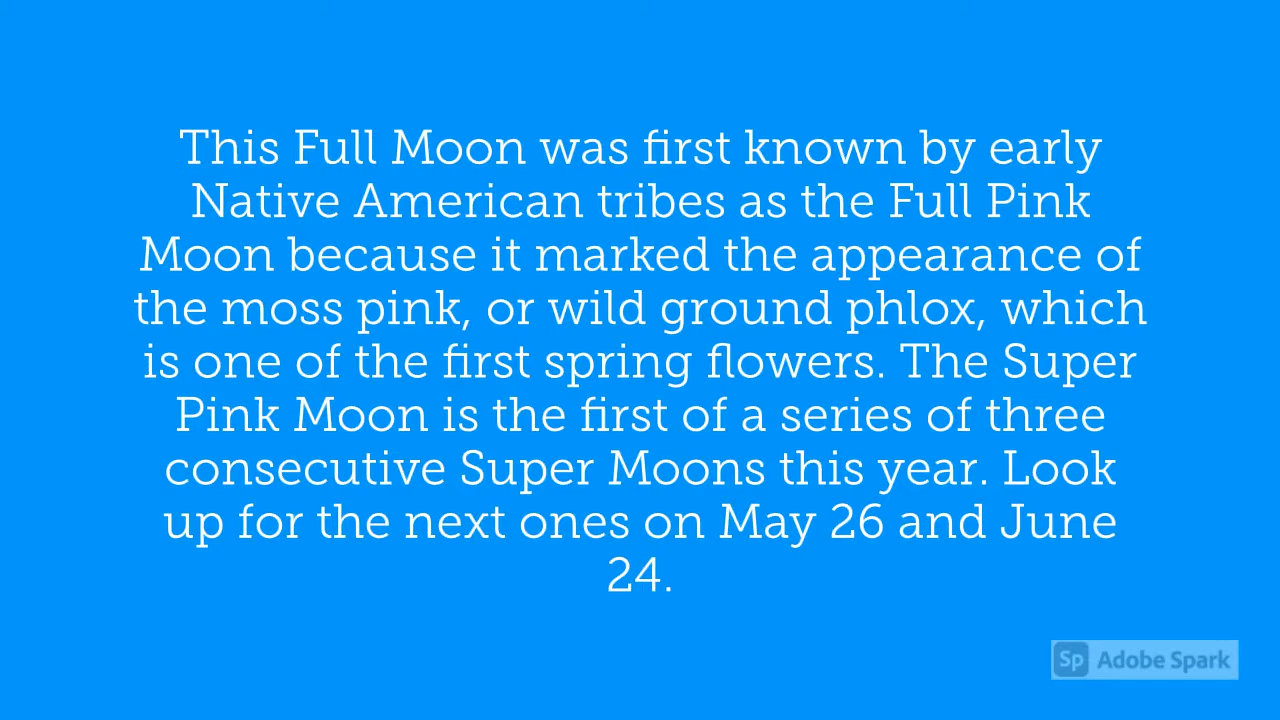 This Full Moon was first known by early
Native American tribes as the Full Pink
Moon because it marked the appearance of
the moss pink, or wild ground phlox, which
is one of the first spring flowers. The Super
Pink Moon is the first of a series of three
consecutive Super Moons this year. Look
up for the next ones on May 26 and June
24.
Sp Adobe Spark